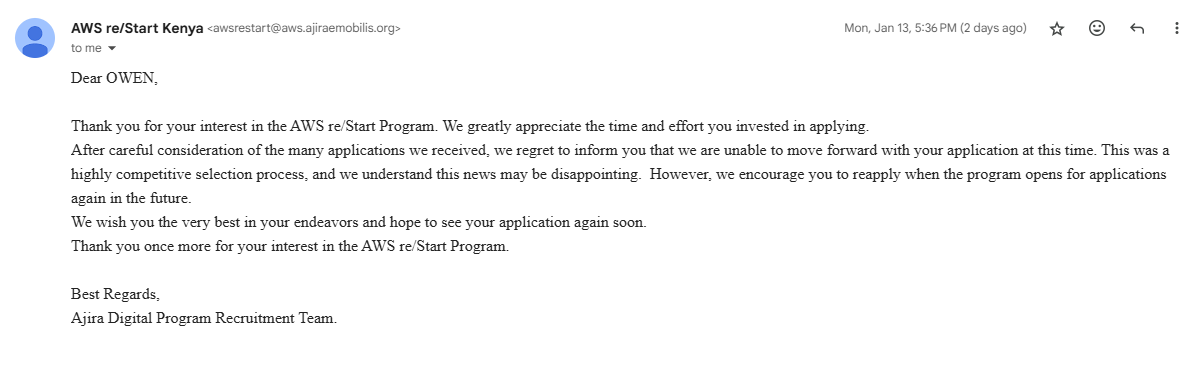 AWS re/Start Kenya <awsrestart@aws.ajiraemobilis.org>
Mon, Jan 13, 5:36 PM (2 days ago)
to me
Dear OWEN,
Thank you for your interest in the AWS re/Start Program. We greatly appreciate the time and effort you invested in applying.
After careful consideration of the many applications we received, we regret to inform you that we are unable to move forward with your application at this time. This was a
highly competitive selection process, and we understand this news may be disappointing.  However, we encourage you to reapply when the program opens for applications
again in the future.
We wish you the very best in your endeavors and hope to see your application again soon.
Thank you once more for your interest in the AWS re/Start Program.
Best Regards,
Ajira Digital Program Recruitment Team.